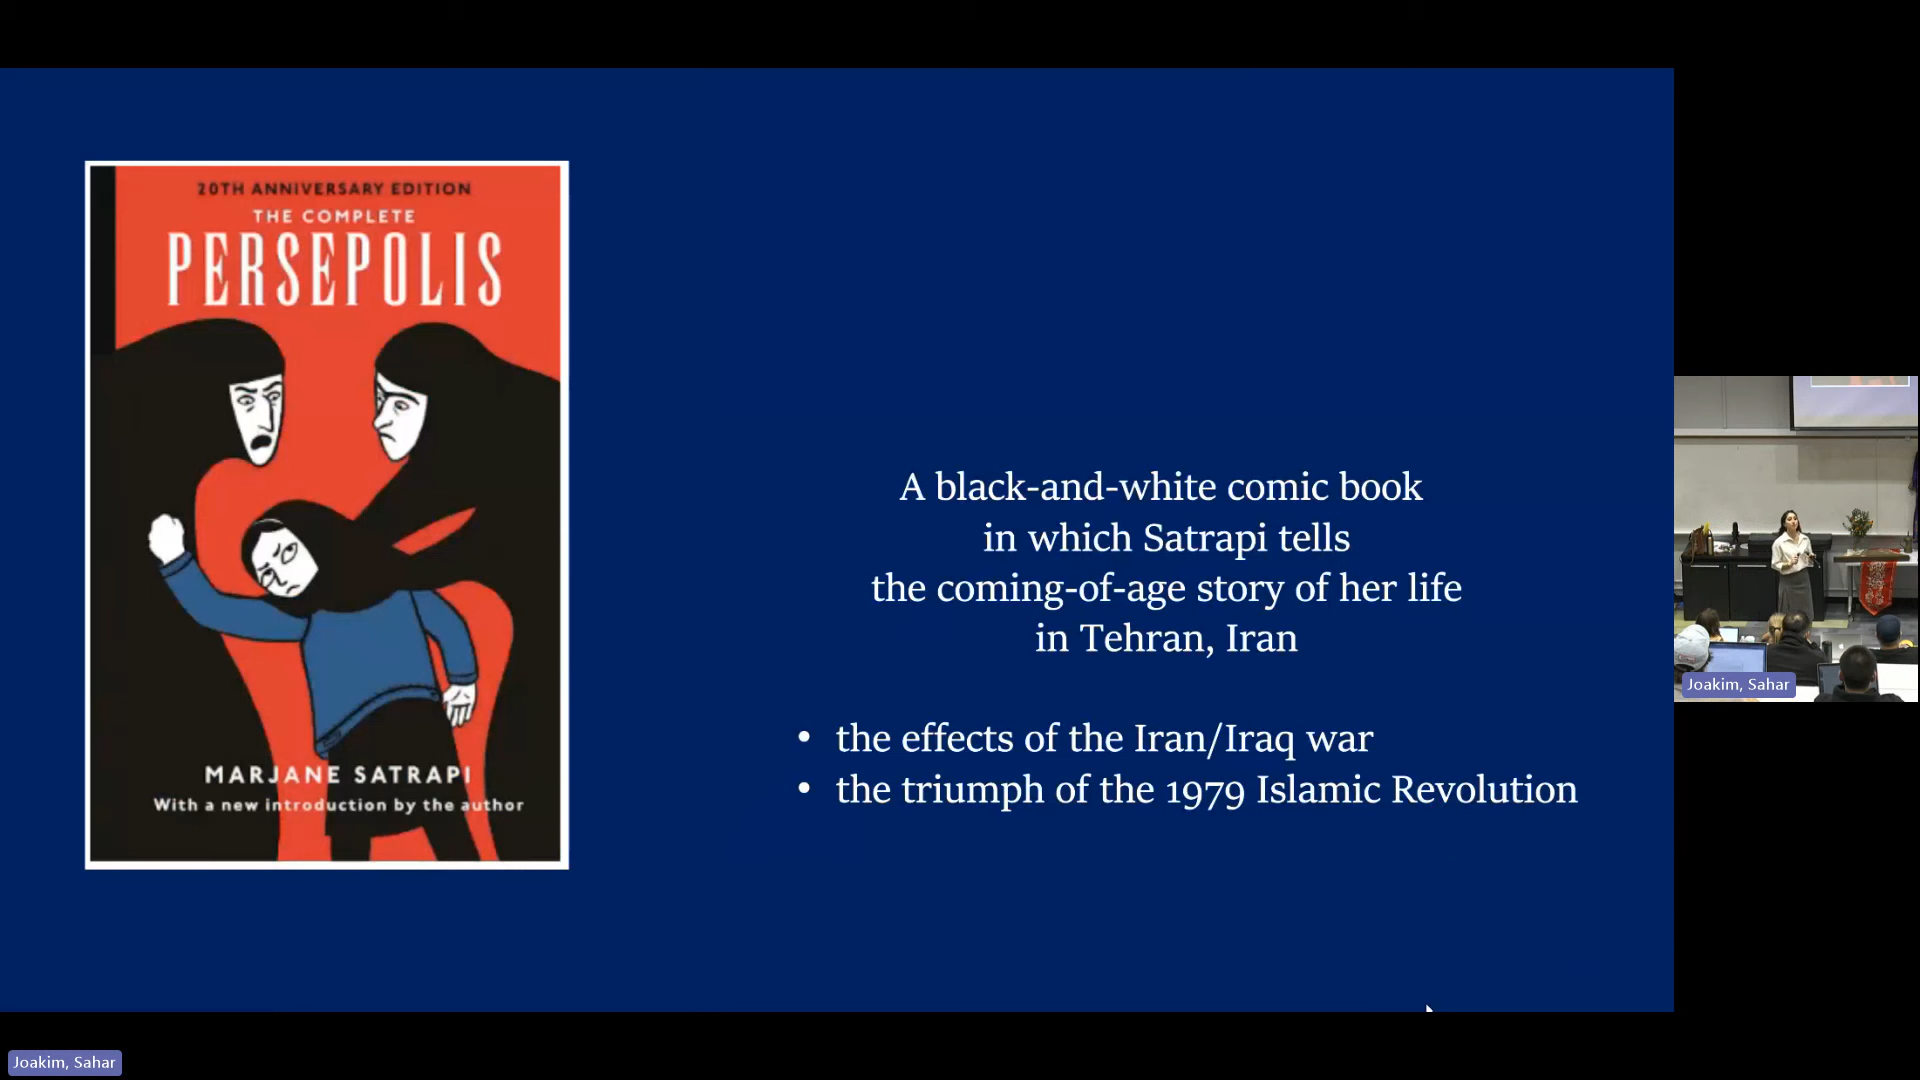 20TH ANNIVERSARY EDITION
THE COMPLETE
PERSEPOLIS
MARJANE SATRAPI
With a new introduction by the author
A black-and-white comic book
in which Satrapi tells
the coming-of-age story of her life
in Tehran, Iran
• the effects of the Iran/Iraq war
• the triumph of the 1979 Islamic Revolution
Joakim, Sahar
Joakim, Sahar